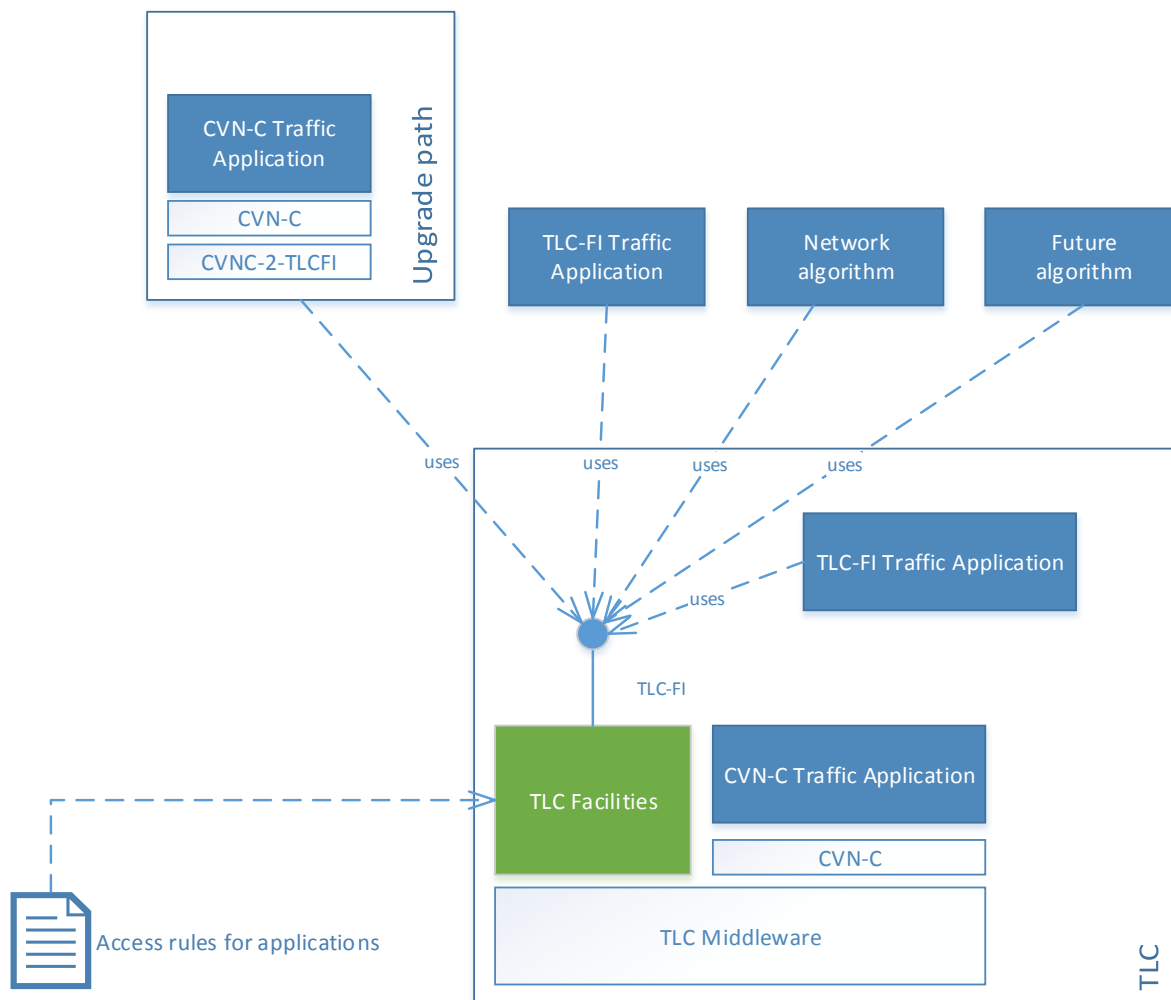 CVN-C Traffic
Application
CVN-C
CVNC-2-TLCFI
Upgrade path
TLC-FI Traffic
Application
Network
algorithm
Future
algorithm
uses
uses
uses
uses
TLC-FI Traffic Application
uses
TLC-FI
TLC Facilities
CVN-C Traffic Application
CVN-C
TLC Middleware
Access rules for applications
TLC